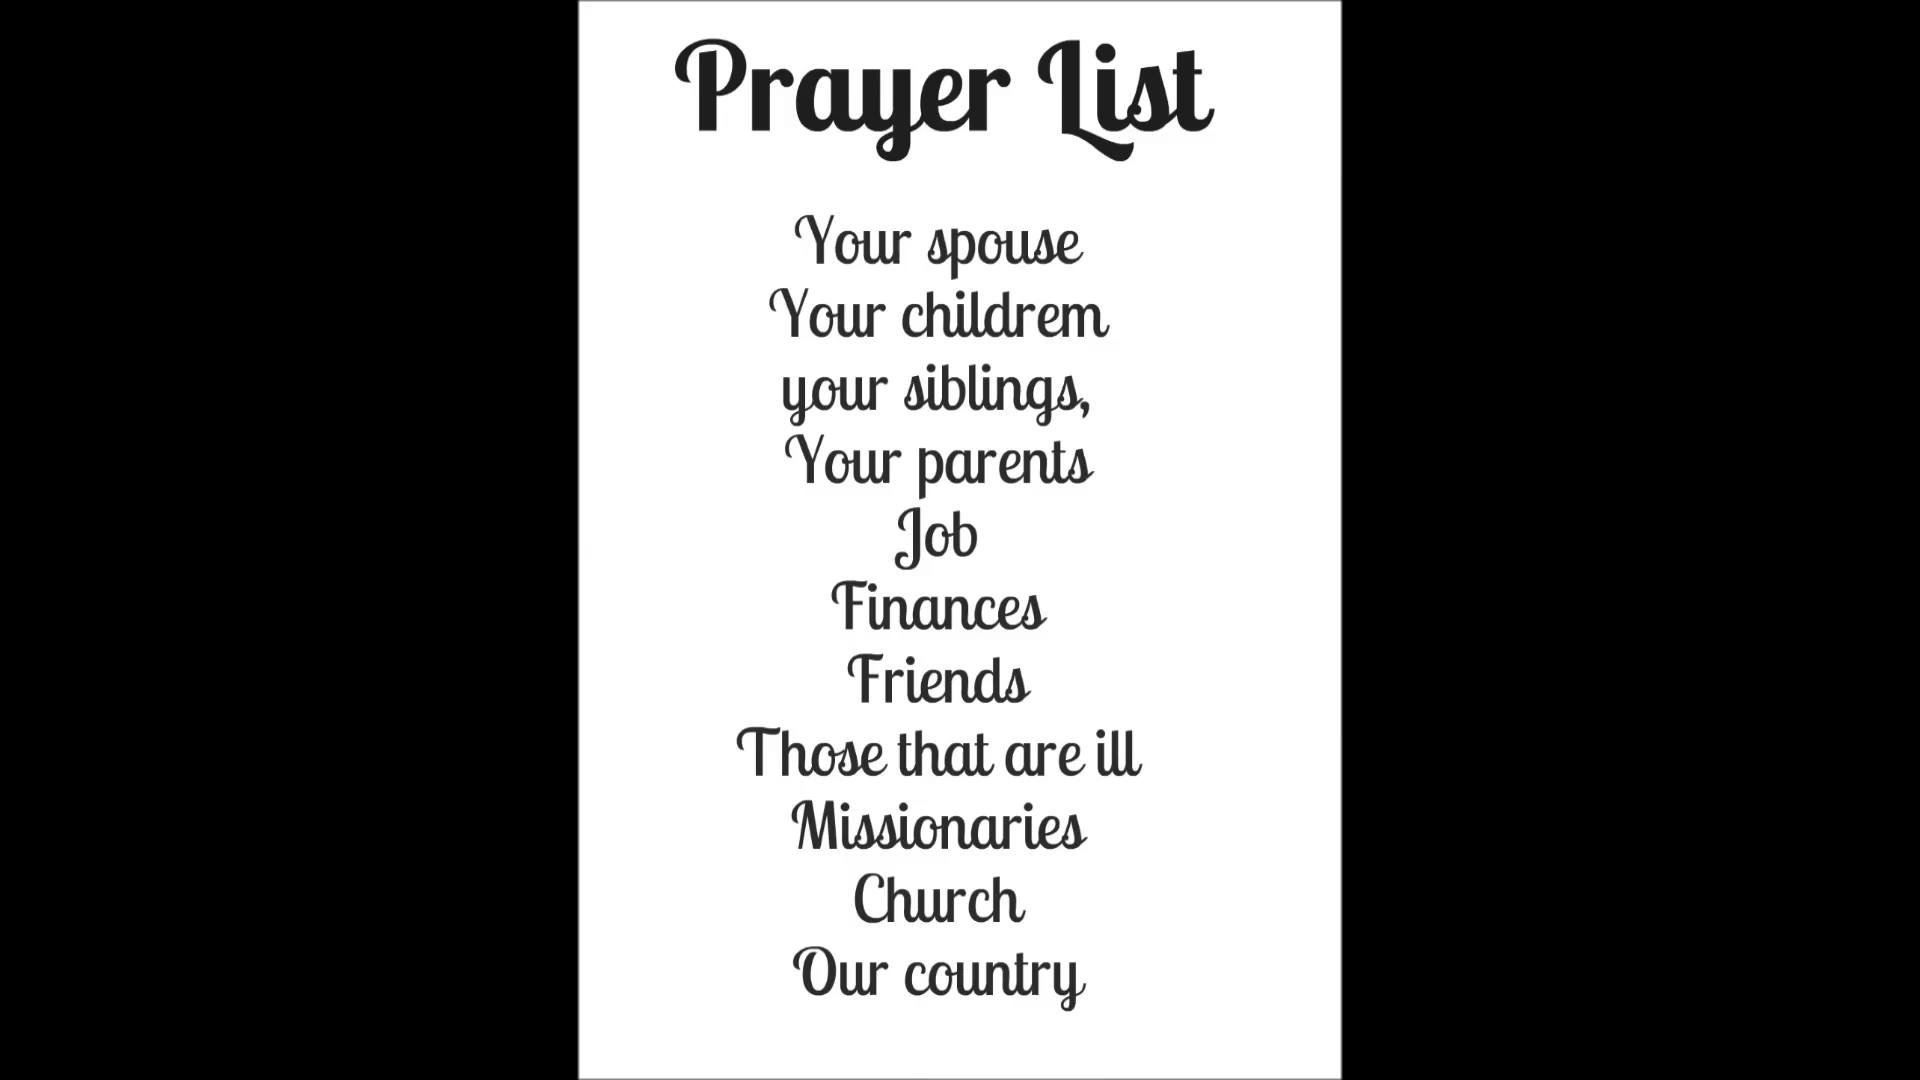 Prayer List
Your spouse
Your childrem
your siblings,
Your parents
Job
Finances
Friends
Those that are ill
Missionaries
Church
Our country